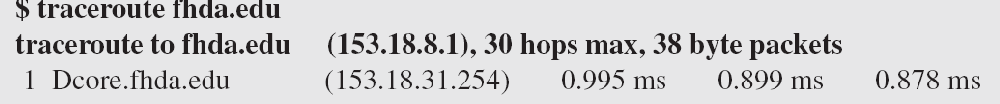 $ traceroute fhda.edu
traceroute to fhda.edu (153.18.8.1), 30 hops max, 38 byte packets
1 Dcore.fhda.edu (153.18.31.254) 0.995 ms 0.899 ms 0.878 ms